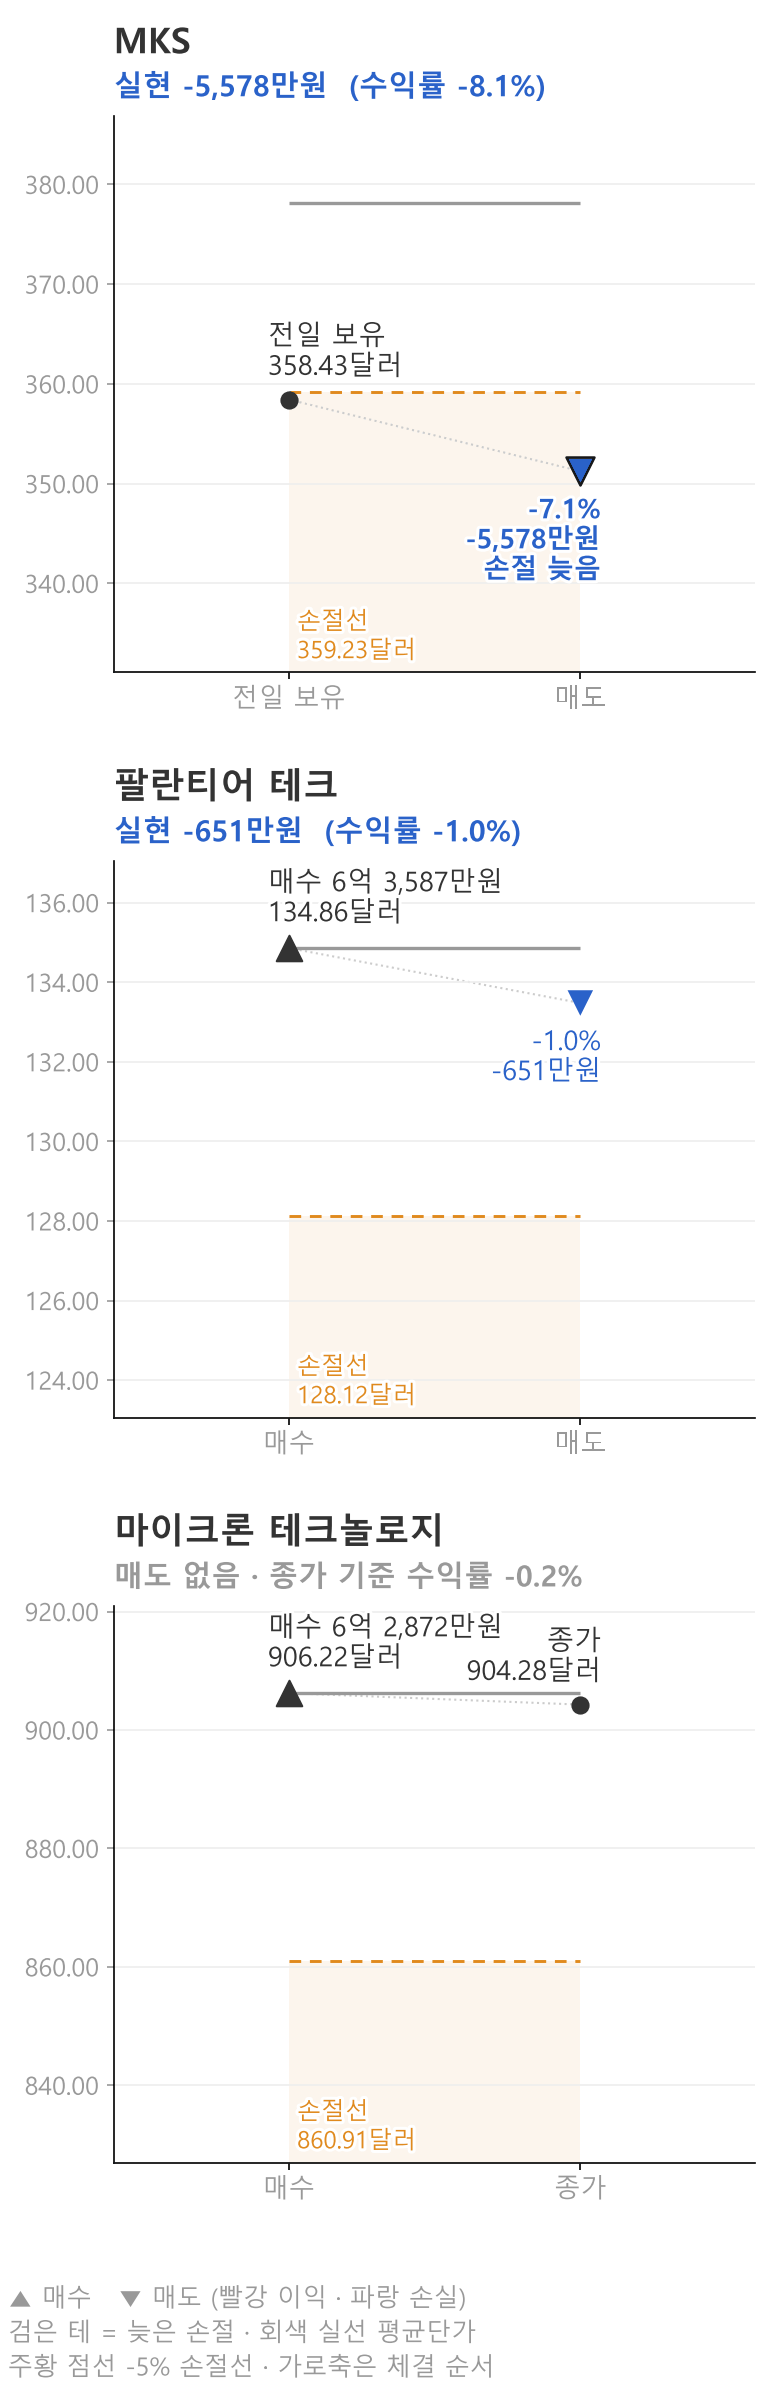 MKS
실현 -5,578만원 (수익률 -8.1%)
380.00
370.00
전일 보유
358.43달러
360.00
350.00
-7.1%
-5,578만원
손절 늦음
340.00
손절선
359.23달러
전일 보유 매도
팔란티어 테크
실현 -651만원 (수익률 -1.0%)
매수 6억 3,587만원
136.00
134.86달러
134.00
-1.0%
132.00
-651만원
130.00
128.00
126.00
손절선
124.00
128.12달러
매수 매도
마이크론 테크놀로지
매도 없음 · 종가 기준 수익률 -0.2%
920.00
매수 6억 2,872만원
906.22달러
종가
904.28달러
900.00
880.00
860.00
840.00
손절선
860.91달러
매수 종가
▲ 매수 ▼ 매도 (빨강 이익 · 파랑 손실)
검은 테 = 늦은 손절 · 회색 실선 평균단가
주황 점선 -5% 손절선 · 가로축은 체결 순서